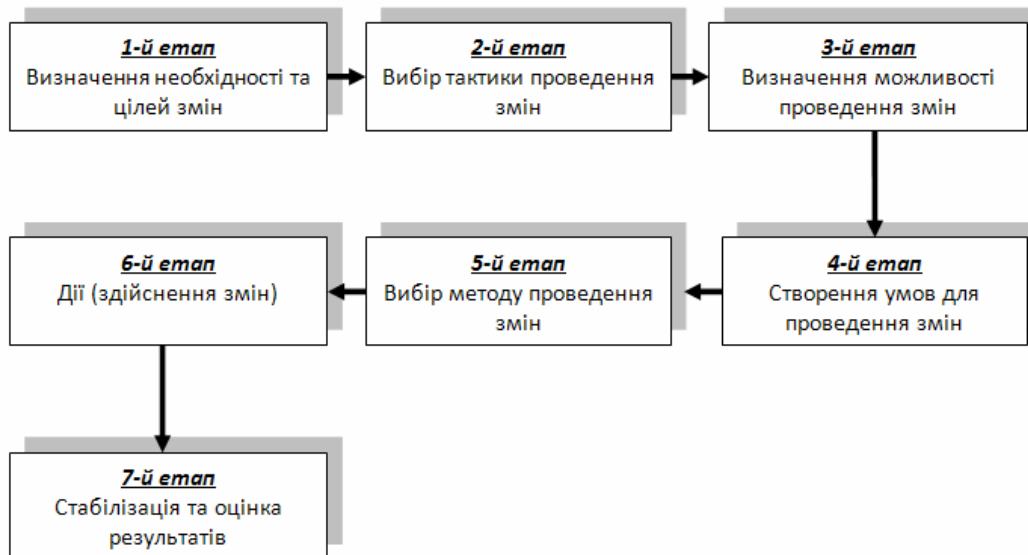 1-й етап
Визначення необхідності та
цілей змін
2-й етап
Вибір тактики проведення
змін
3-й етап
Визначення можливості
проведення змін
4-й етап
Створення умов для
проведення змін
5-й етап
Вибір методу проведення
змін
6-й етап
Дії (здійснення змін)
7-й етап
Стабілізація та оцінка
результатів